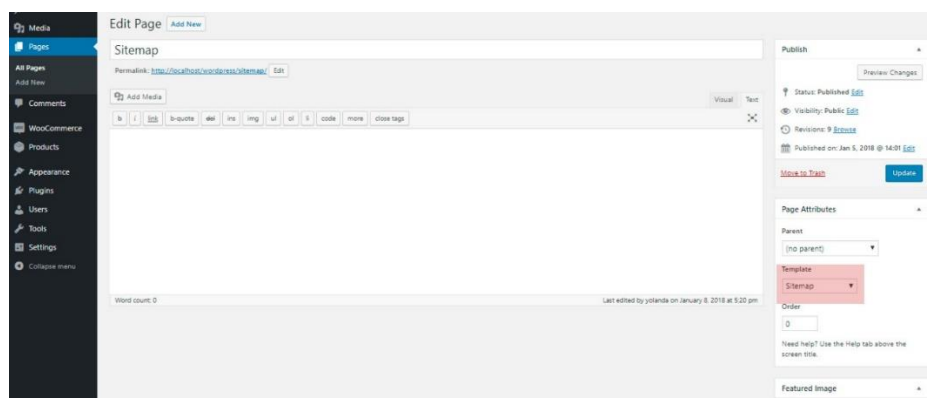 Media
Pages
All Pages
Add New
Comments
WooCommerce
Products
Appearance
Plugins
Users
Tools
Settings
Collapse menu
Edit Page Add New
Sitemap
Permalink: http://localhost/wordpress/sitemap/ Edit
Add Media
Visual Text
b i link b-quote del ins img ul ol li code more close tags
Word count: 0 Last edited by yolanda on January 8, 2018 at 5:20 pm
Publish
Preview Changes
Status: Published Edit
Visibility: Public Edit
Revisions: 9 Browse
Published on: Jan 5, 2018 @ 14:01 Edit
Move to Trash Update
Page Attributes
Parent
(no parent)
Template
Sitemap
Order
0
Need help? Use the Help tab above the
screen title.
Featured Image